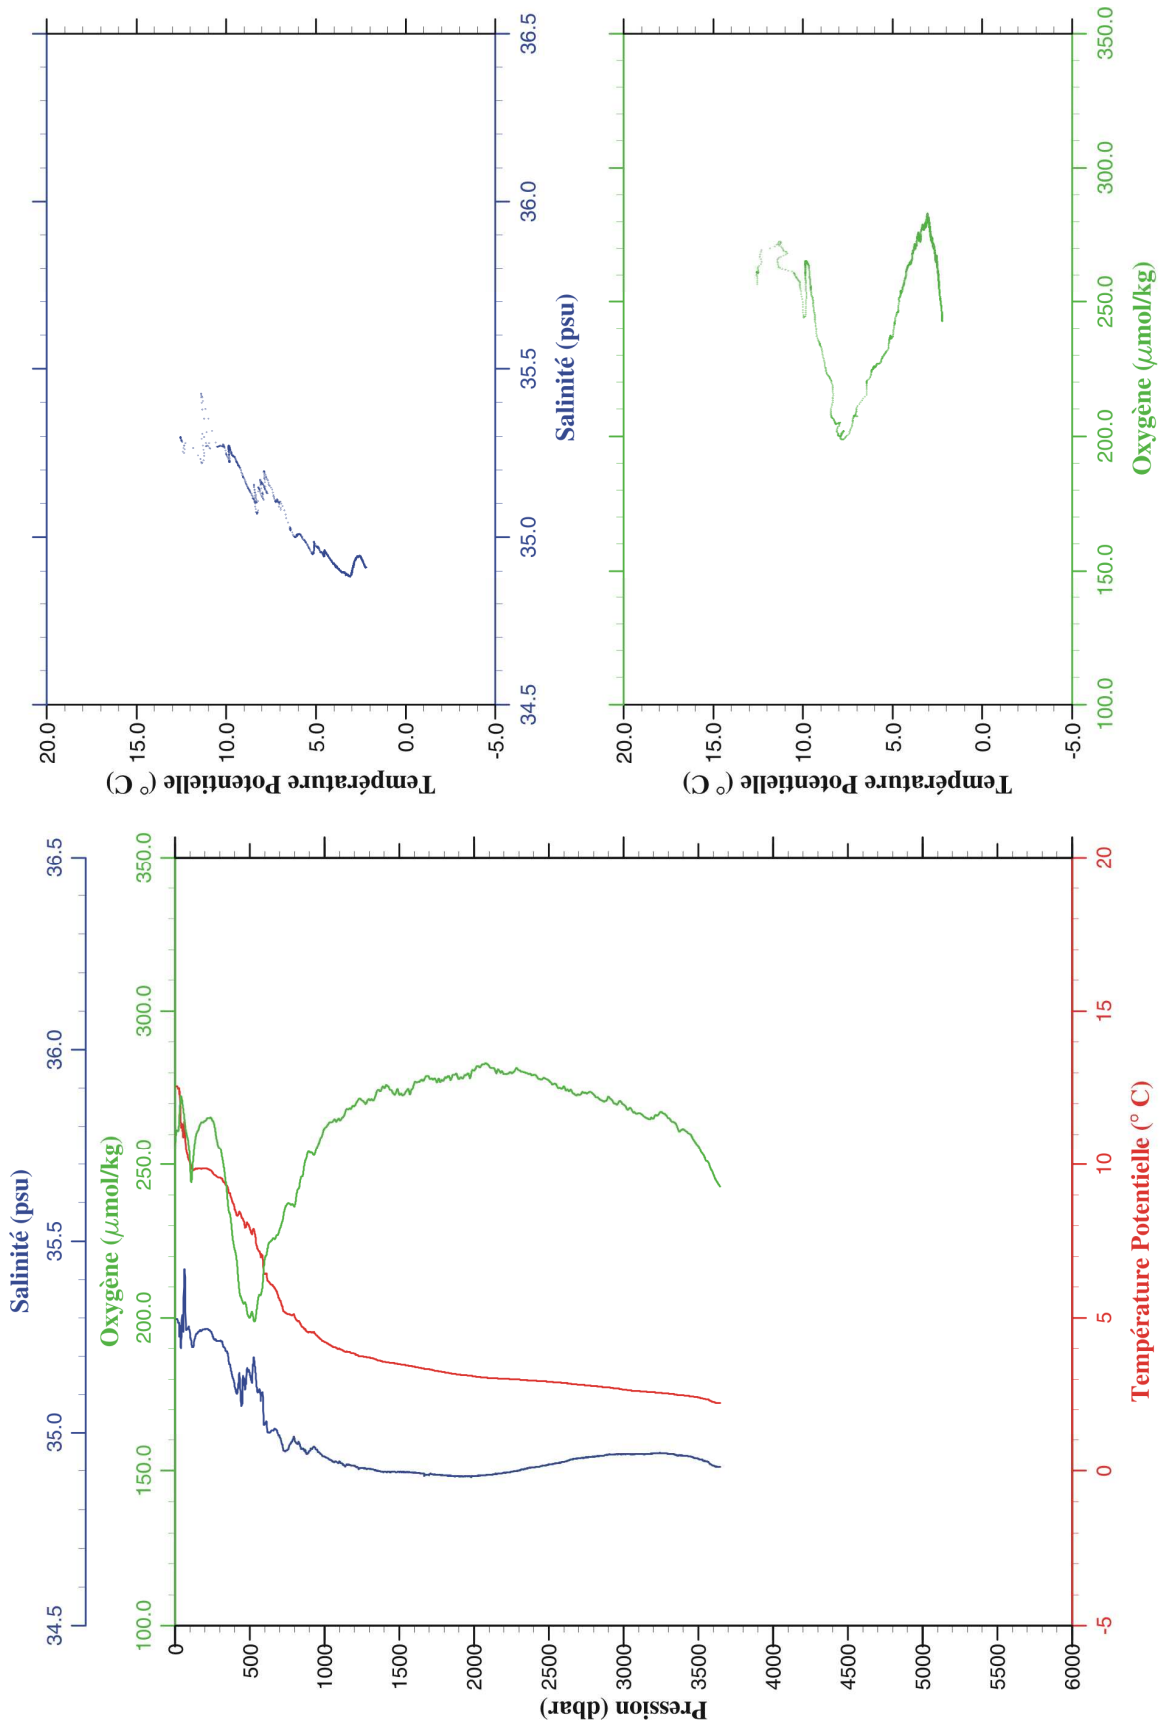 Salinité (psu)
34.5 35.0 35.5 36.0 36.5
Oxygène (μmol/kg)
100.0 150.0 200.0 250.0 300.0 350.0
0
500
1000
1500
2000
2500
3000
3500
4000
4500
5000
5500
6000
Pression (dbar)
-5 0 5 10 15 20
Température Potentielle (° C)
20.0
15.0
10.0
5.0
0.0
-5.0
Température Potentielle (° C)
34.5 35.0 35.5 36.0 36.5
Salinité (psu)
20.0
15.0
10.0
5.0
0.0
-5.0
Température Potentielle (° C)
100.0 150.0 200.0 250.0 300.0 350.0
Oxygène (μmol/kg)